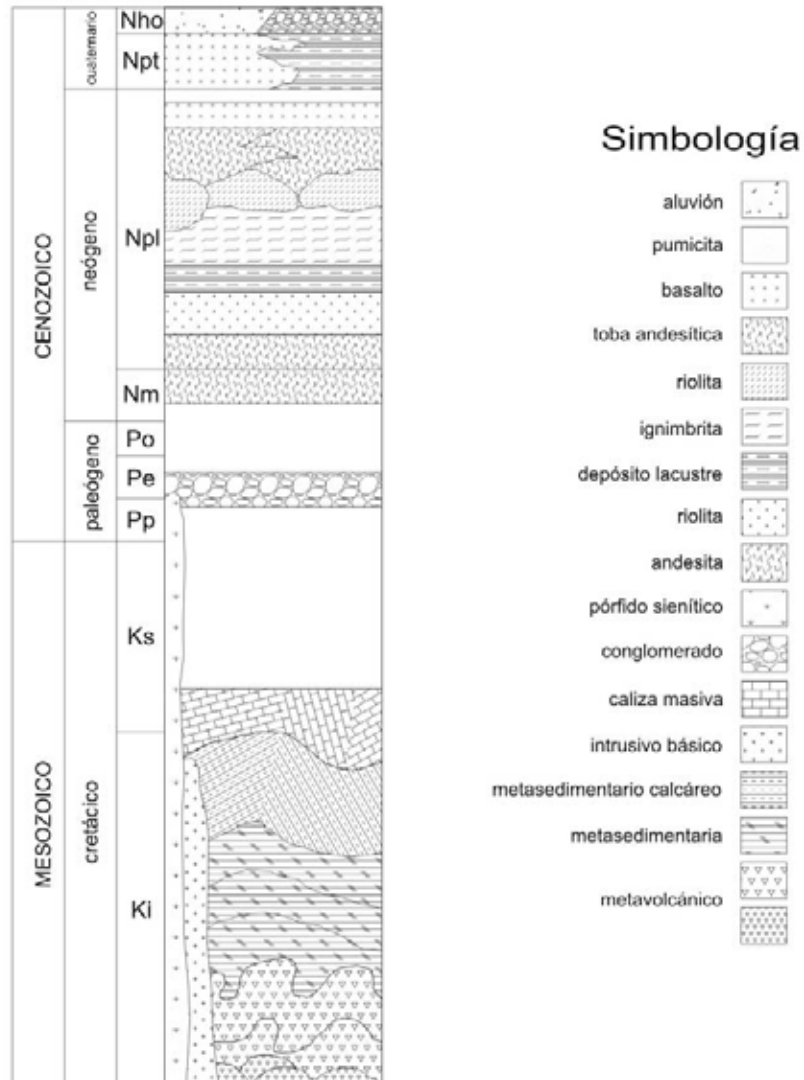 CENOZOICO
cuaternario
Nho
Npt
neógeno
Npl
Nm
paleógeno
Po
Pe
Pp
MESOZOICO
cretácico
Ks
Ki
Simbología
aluvión
pumicita
basalto
toba andesítica
riolita
ignimbrita
depósito lacustre
riolita
andesita
pórfido sienítico
conglomerado
caliza masiva
intrusivo básico
metasedimentario calcáreo
metasedimentaria
metavolcánico